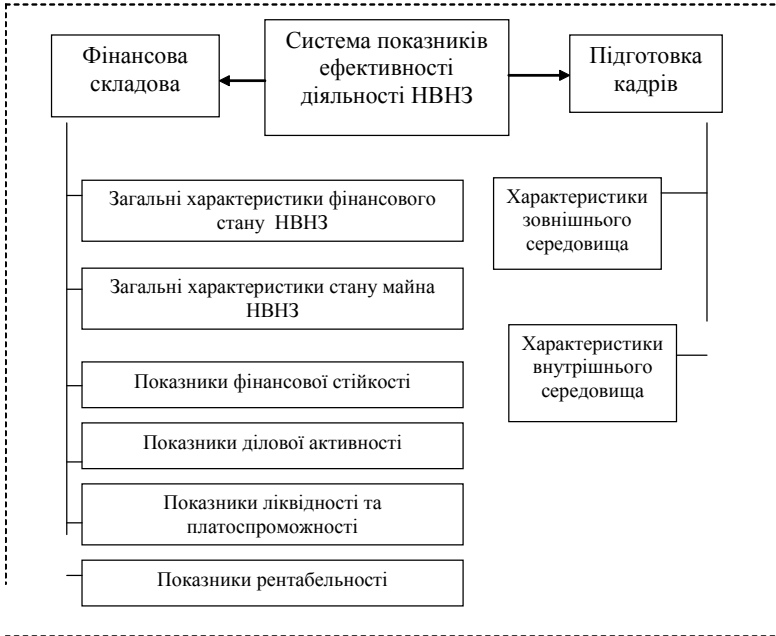 Система показників
ефективності
діяльності НВНЗ
Фінансова
складова
Підготовка
кадрів
Загальні характеристики фінансового
стану НВНЗ
Загальні характеристики стану майна
НВНЗ
Показники фінансової стійкості
Показники ділової активності
Показники ліквідності та
платоспроможності
Показники рентабельності
Характеристики
зовнішнього
середовища
Характеристики
внутрішнього
середовища